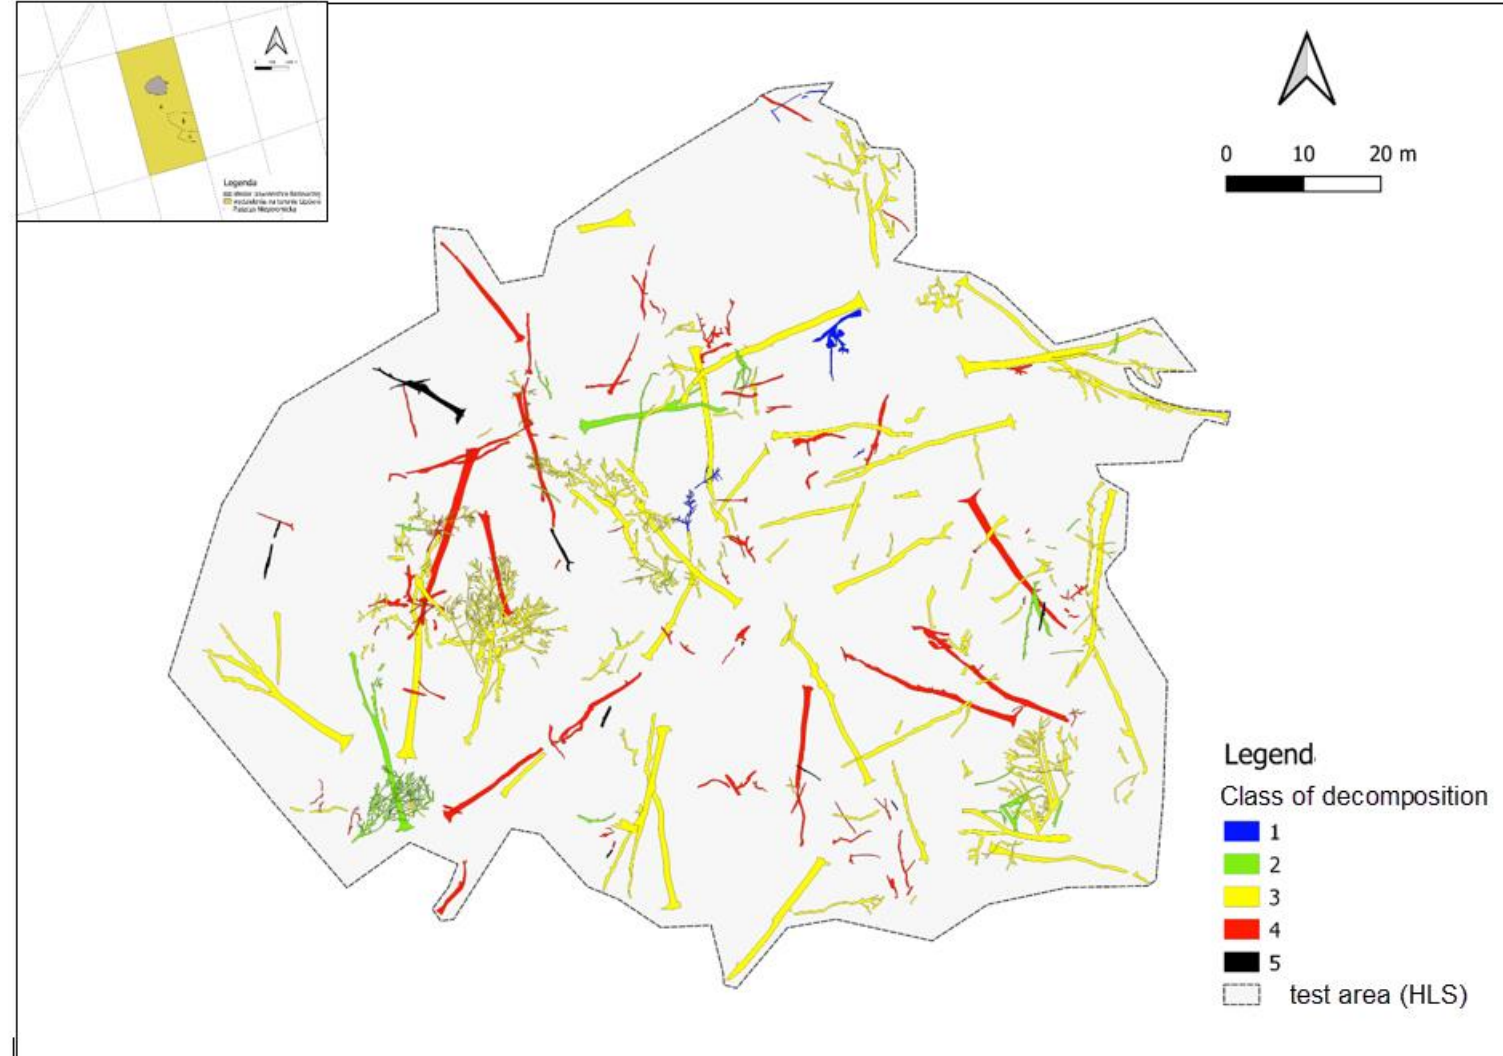 Legenda
0 10 20 m
Legend
Class of decomposition
1
2
3
4
5
test area (HLS)